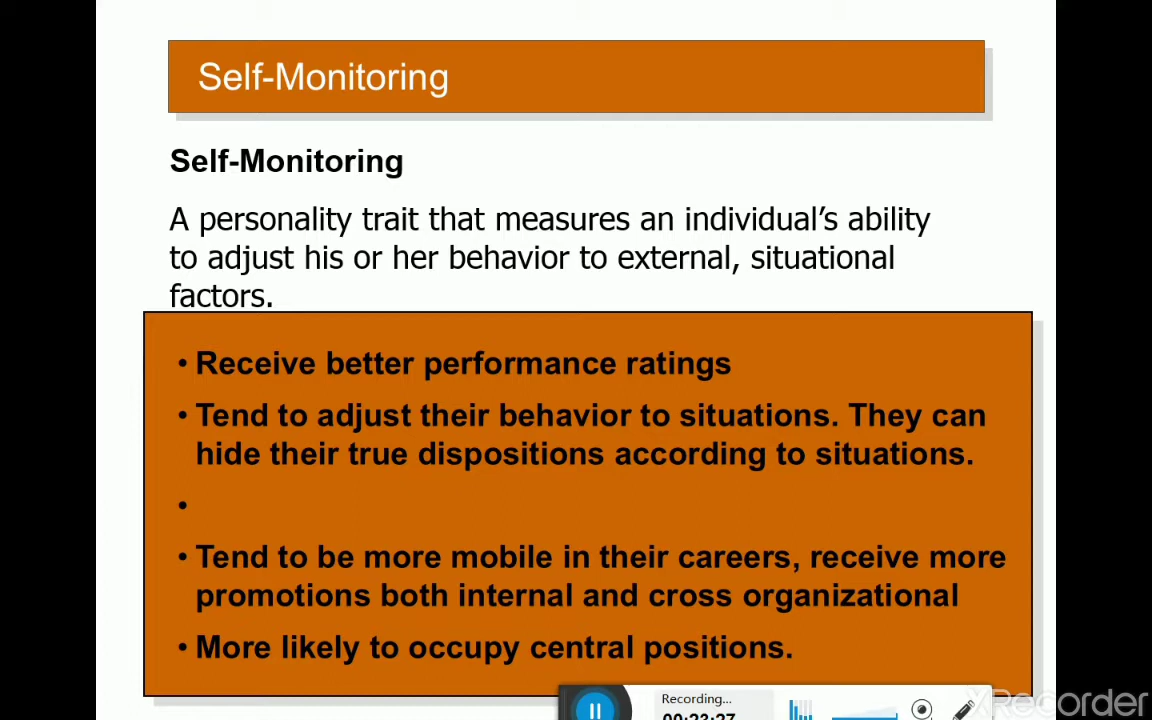 Self-Monitoring
Self-Monitoring
A personality trait that measures an individual’s ability
to adjust his or her behavior to external, situational
factors.
• Receive better performance ratings
• Tend to adjust their behavior to situations. They can
hide their true dispositions according to situations.
•
• Tend to be more mobile in their careers, receive more
promotions both internal and cross organizational
• More likely to occupy central positions.
Recording...
00:23:27
XRecorder